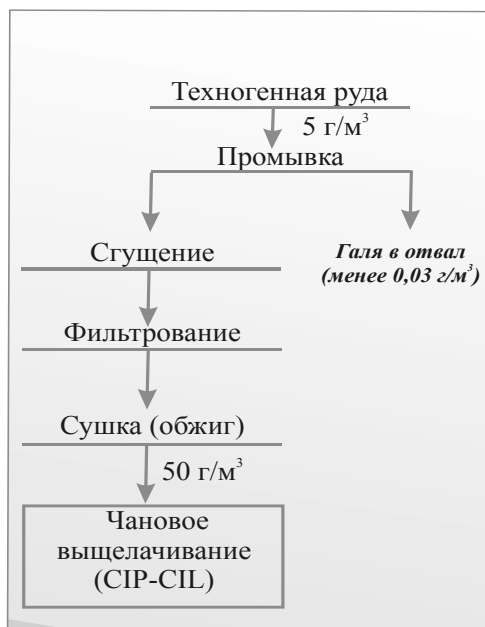 Техногенная руда
5 г/м³
Промывка
Сгущение
Галя в отвал
(менее 0,03 г/м³)
Фильтрование
Сушка (обжиг)
50 г/м³
Чановое
выщелачивание
(CIP-CIL)